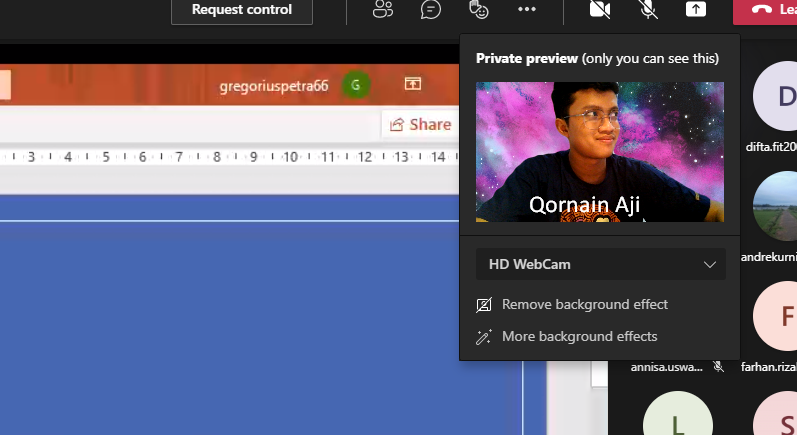 Request control
Lea
Private preview (only you can see this)
gregoriuspetra66
G
Share
3 4 5 6 7 8 9 10 11 12 13 14
Qornain Aji
D
difta.fit20
andrekurni
HD WebCam
Remove background effect
More background effects
F
annisa.uswa...
farhan.riza
L
S